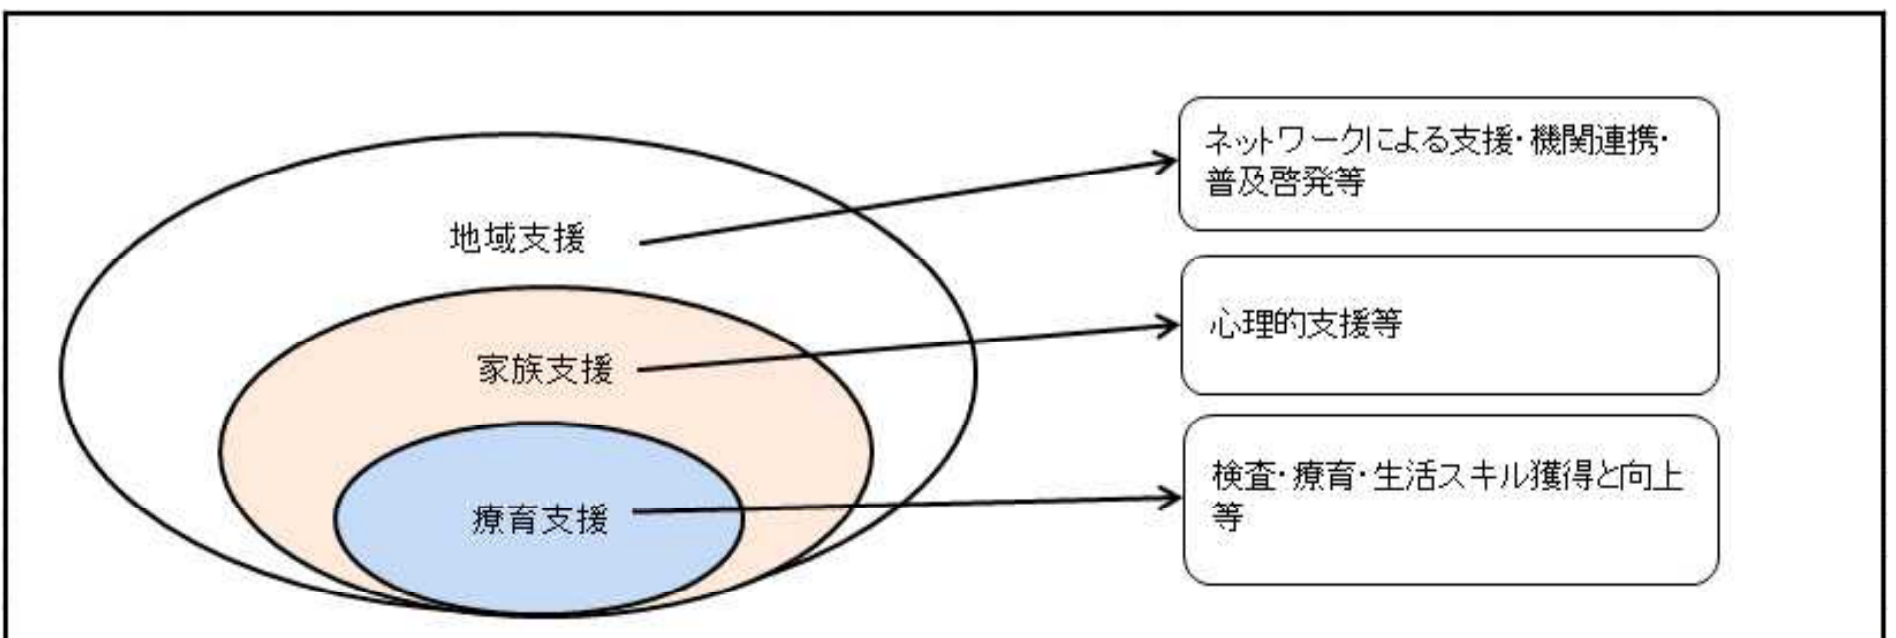 地域支援
ネットワークによる支援・機関連携・
普及啓発等
家族支援
心理的支援等
療育支援
検査・療育・生活スキル獲得と向上
等